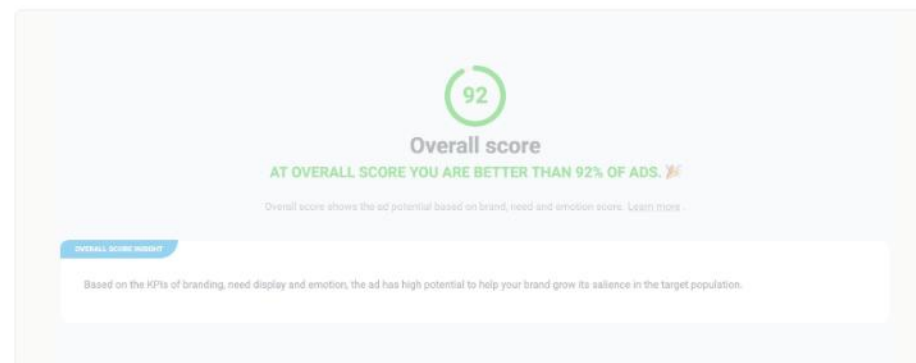 92
Overall score
AT OVERALL SCORE YOU ARE BETTER THAN 92% OF ADS. 🎉
Overall score shows the ad potential based on brand, need and emotion score. Learn more .
OVERALL SCORE INSIGHT
Based on the KPIs of branding, need display and emotion, the ad has high potential to help your brand grow its salience in the target population.